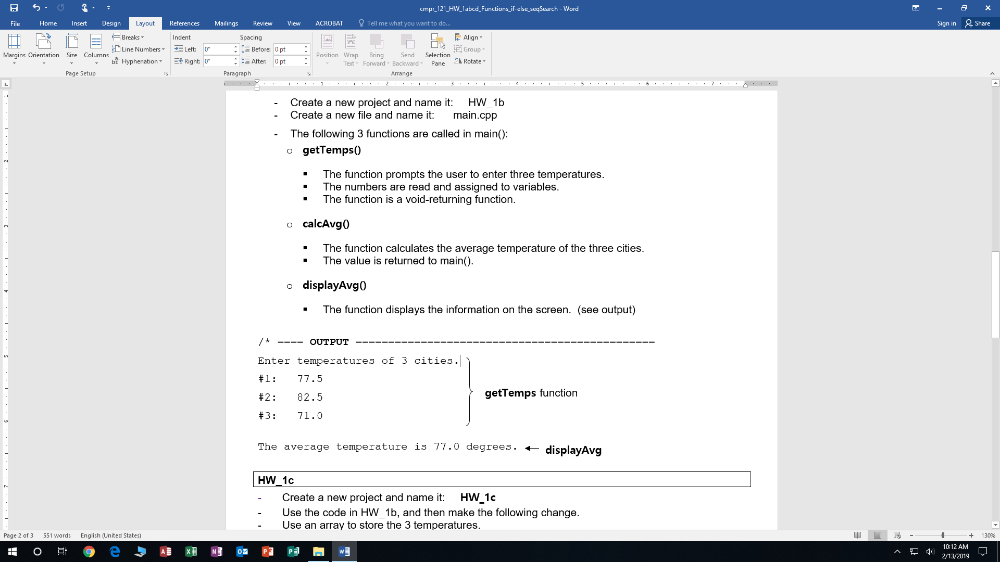 cmpr_121_HW_1abcd_Functions_if-else_seqSearch - Word
File Home Insert Design Layout References Mailings Review View ACROBAT Tell me what you want to do... Sign in Share
Margins Orientation Size Columns
Breaks
Line Numbers
Hyphenation
Page Setup
Indent Spacing
Left: 0" Before: 0 pt
Right: 0" After: 0 pt
Paragraph
Position Wrap Text Bring Forward Send Backward Selection Pane
Align
Group
Rotate
Arrange
1 2 3 4 5 6 7
- Create a new project and name it: HW_1b
- Create a new file and name it: main.cpp
- The following 3 functions are called in main():
o getTemps()
▪ The function prompts the user to enter three temperatures.
▪ The numbers are read and assigned to variables.
▪ The function is a void-returning function.
o calcAvg()
▪ The function calculates the average temperature of the three cities.
▪ The value is returned to main().
o displayAvg()
▪ The function displays the information on the screen. (see output)
/* ==== OUTPUT ==============================================
Enter temperatures of 3 cities.
#1: 77.5
#2: 82.5
#3: 71.0
getTemps function
The average temperature is 77.0 degrees. displayAvg
HW_1c
- Create a new project and name it: HW_1c
- Use the code in HW_1b, and then make the following change.
- Use an array to store the 3 temperatures.
Page 2 of 3 551 words English (United States) 130%
10:12 AM
2/13/2019